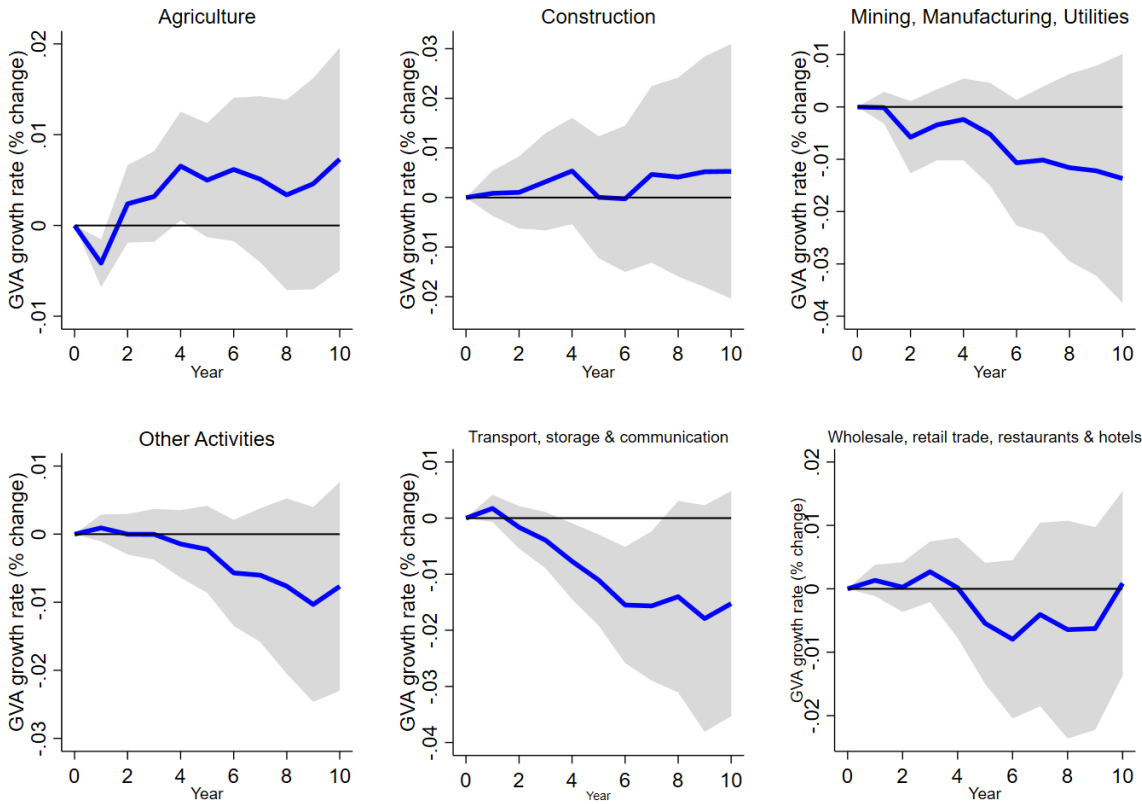 Agriculture
GVA growth rate (% change)
.02
.01
0
-.01
0 2 4 6 8 10
Year
Construction
GVA growth rate (% change)
.03
.02
.01
0
-.01
-.02
0 2 4 6 8 10
Year
Mining, Manufacturing, Utilities
GVA growth rate (% change)
.01
0
-.01
-.02
-.03
-.04
0 2 4 6 8 10
Year
Other Activities
GVA growth rate (% change)
.01
0
-.01
-.02
-.03
0 2 4 6 8 10
Year
Transport, storage & communication
GVA growth rate (% change)
.01
0
-.01
-.02
-.03
-.04
0 2 4 6 8 10
Year
Wholesale, retail trade, restaurants & hotels
GVA growth rate (% change)
.02
.01
0
-.01
-.02
0 2 4 6 8 10
Year